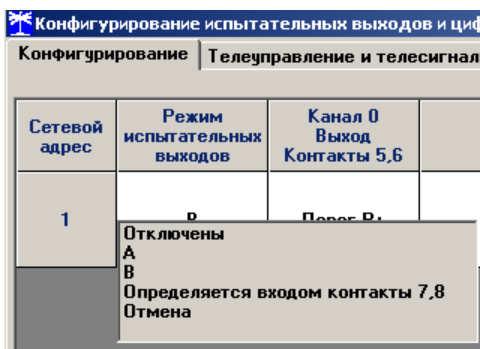 Конфигурирование испытательных выходов и циф
Конфигурирование Телеуправление и телесигнал
Сетевой адрес
Режим испытательных выходов
Канал 0 Выход Контакты 5,6
1
Отключены
А
В
Определяется входом контакты 7,8
Отмена